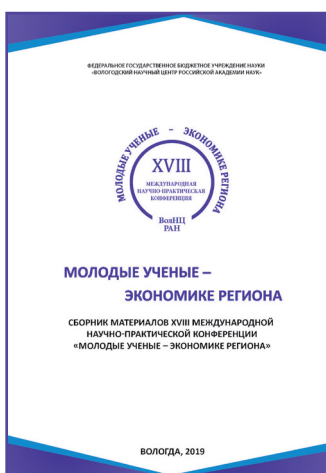 ФЕДЕРАЛЬНОЕ ГОСУДАРСТВЕННОЕ БЮДЖЕТНОЕ УЧРЕЖДЕНИЕ НАУКИ
«ВОЛОГОДСКИЙ НАУЧНЫЙ ЦЕНТР РОССИЙСКОЙ АКАДЕМИИ НАУК»
МОЛОДЫЕ УЧЕНЫЕ – ЭКОНОМИКЕ РЕГИОНА
XVIII
МЕЖДУНАРОДНАЯ
НАУЧНО-ПРАКТИЧЕСКАЯ
КОНФЕРЕНЦИЯ
ВолНЦ
РАН
МОЛОДЫЕ УЧЕНЫЕ –
ЭКОНОМИКЕ РЕГИОНА
СБОРНИК МАТЕРИАЛОВ XVIII МЕЖДУНАРОДНОЙ
НАУЧНО-ПРАКТИЧЕСКОЙ КОНФЕРЕНЦИИ
«МОЛОДЫЕ УЧЕНЫЕ – ЭКОНОМИКЕ РЕГИОНА»
ВОЛОГДА, 2019